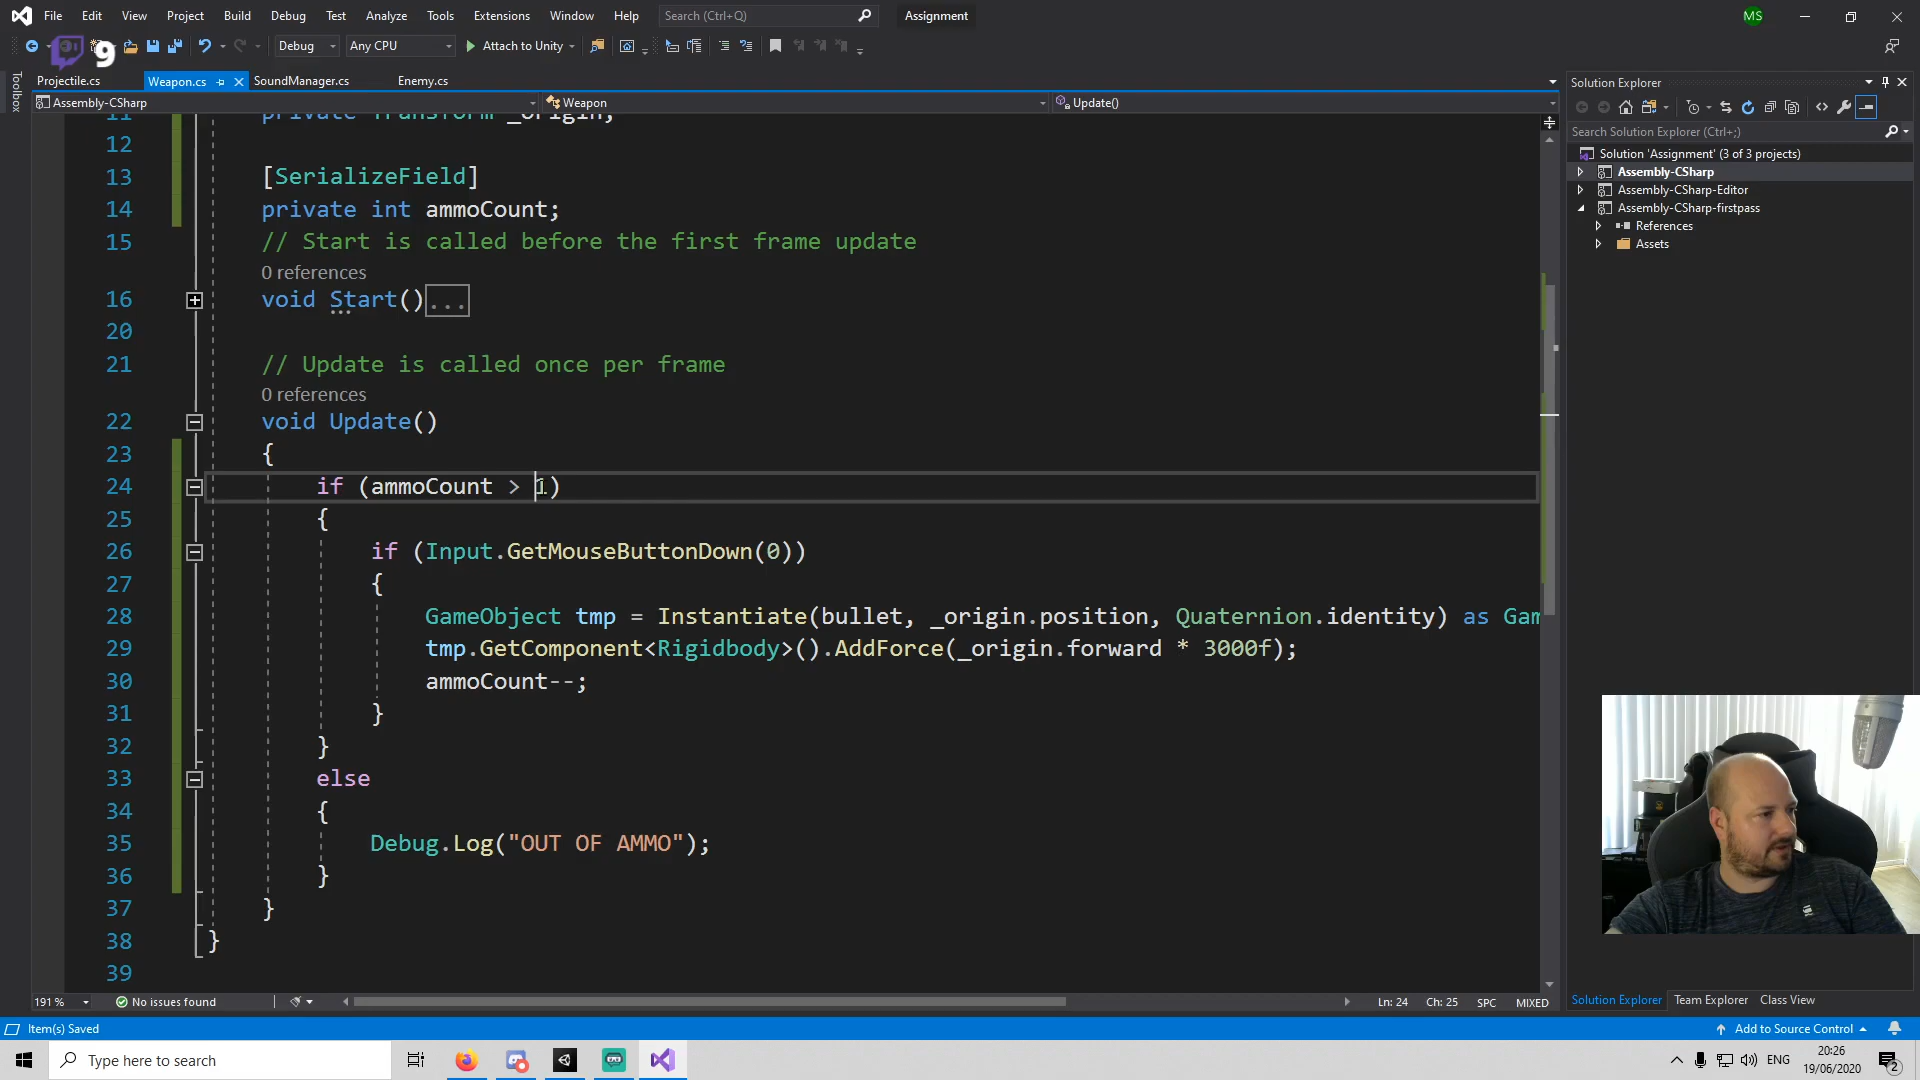 File Edit View Project Build Debug Test Analyze Tools Extensions Window Help Search (Ctrl+Q) Assignment MS
9 Debug Any CPU Attach to Unity
Toolbox
Projectile.cs Weapon.cs SoundManager.cs Enemy.cs
Assembly-CSharp Weapon Update()
11 private Transform _origin;
12
13 [SerializeField]
14 private int ammoCount;
15 // Start is called before the first frame update
0 references
16 void Start()...
20
21 // Update is called once per frame
0 references
22 void Update()
23 {
24 if (ammoCount > 1)
25 {
26 if (Input.GetMouseButtonDown(0))
27 {
28 GameObject tmp = Instantiate(bullet, _origin.position, Quaternion.identity) as Gam
29 tmp.GetComponent<Rigidbody>().AddForce(_origin.forward * 3000f);
30 ammoCount--;
31 }
32 }
33 else
34 {
35 Debug.Log("OUT OF AMMO");
36 }
37 }
38 }
39
191 % No issues found Ln: 24 Ch: 25 SPC MIXED
Solution Explorer
Search Solution Explorer (Ctrl+;)
Solution 'Assignment' (3 of 3 projects)
Assembly-CSharp
Assembly-CSharp-Editor
Assembly-CSharp-firstpass
References
Assets
Solution Explorer Team Explorer Class View
Item(s) Saved Add to Source Control
Type here to search
ENG
20:26
19/06/2020
2